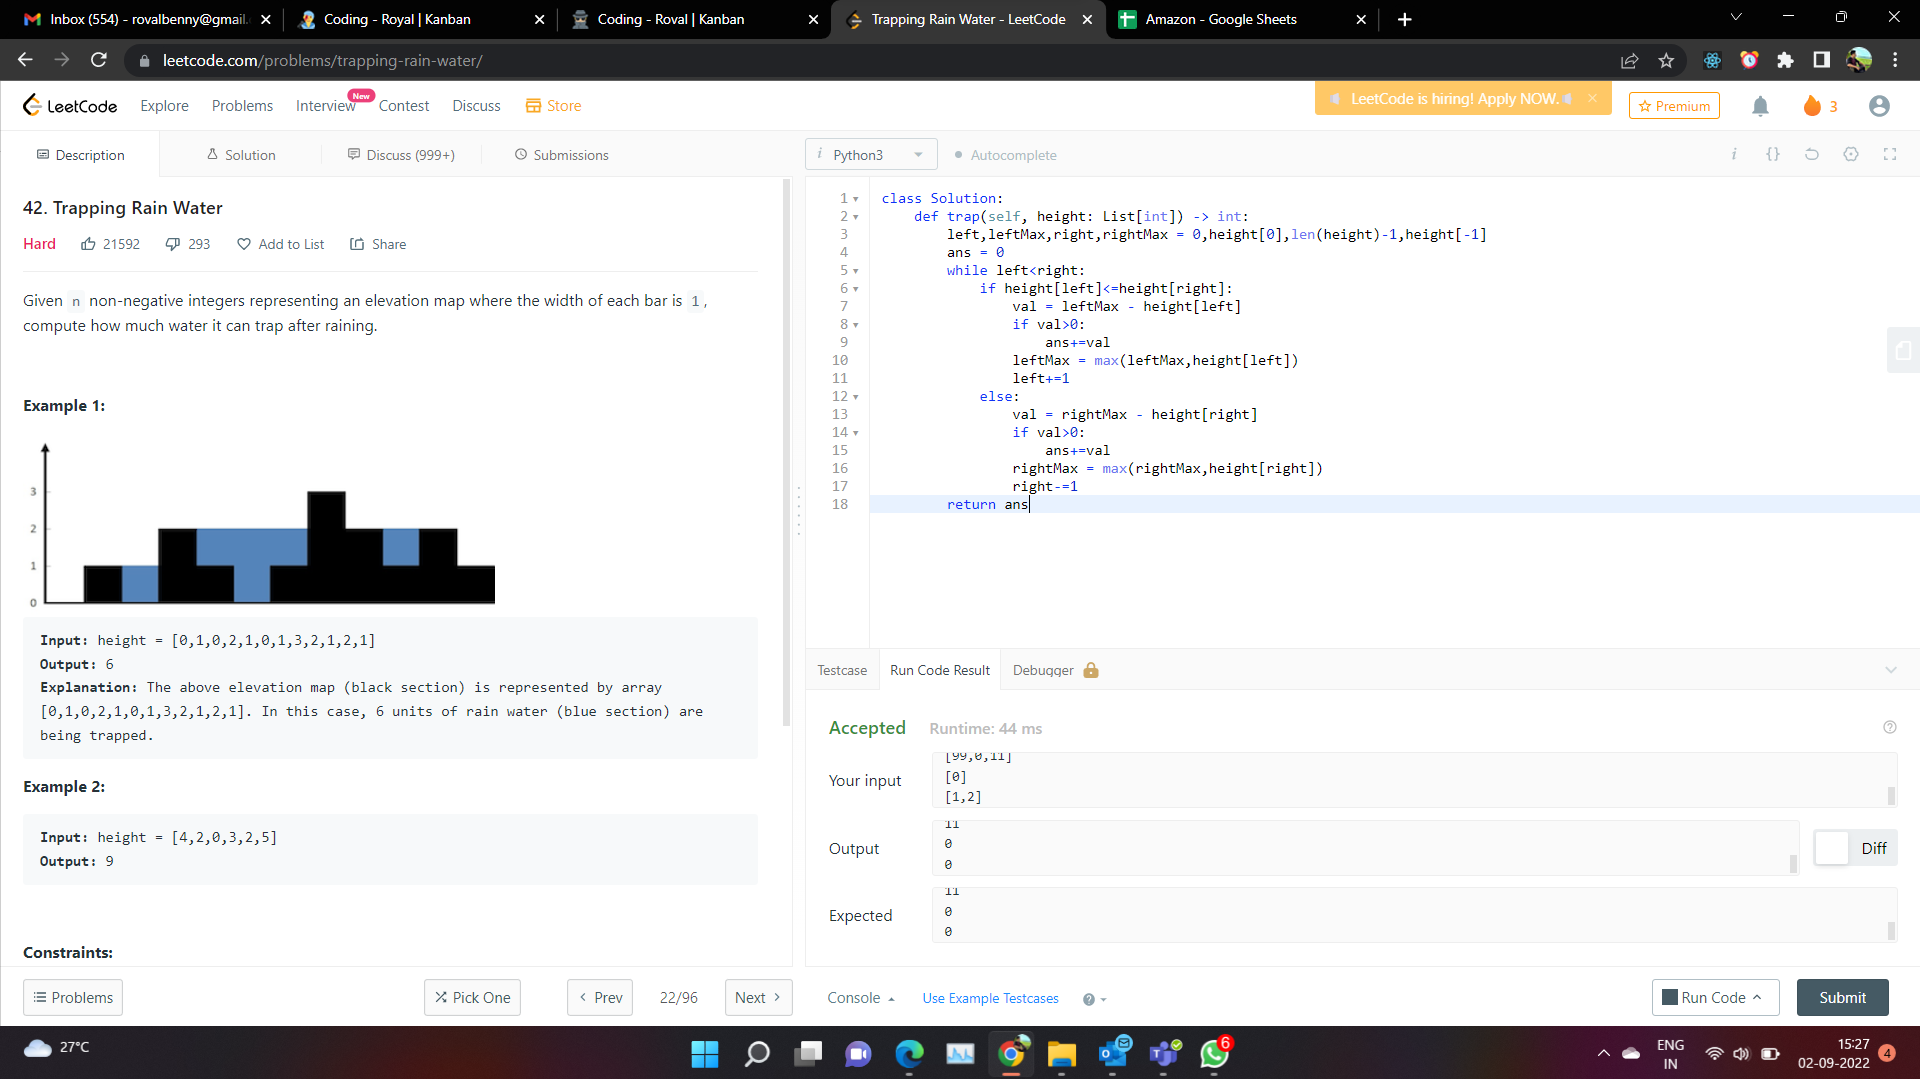 Inbox (554) - rovalbenny@gmail.
Coding - Royal | Kanban
Coding - Roval | Kanban
Trapping Rain Water - LeetCode
Amazon - Google Sheets
leetcode.com/problems/trapping-rain-water/
LeetCode
Explore
Problems
Interview
New
Contest
Discuss
Store
LeetCode is hiring! Apply NOW.
Premium
3
Description
Solution
Discuss (999+)
Submissions
i Python3
Autocomplete
42. Trapping Rain Water
Hard
21592
293
Add to List
Share
Given n non-negative integers representing an elevation map where the width of each bar is 1,
compute how much water it can trap after raining.
Example 1:
3
2
1
0
Input: height = [0,1,0,2,1,0,1,3,2,1,2,1]
Output: 6
Explanation: The above elevation map (black section) is represented by array
[0,1,0,2,1,0,1,3,2,1,2,1]. In this case, 6 units of rain water (blue section) are
being trapped.
Example 2:
Input: height = [4,2,0,3,2,5]
Output: 9
Constraints:
1 class Solution:
2 def trap(self, height: List[int]) -> int:
3 left,leftMax,right,rightMax = 0,height[0],len(height)-1,height[-1]
4 ans = 0
5 while left<right:
6 if height[left]<=height[right]:
7 val = leftMax - height[left]
8 if val>0:
9 ans+=val
10 leftMax = max(leftMax,height[left])
11 left+=1
12 else:
13 val = rightMax - height[right]
14 if val>0:
15 ans+=val
16 rightMax = max(rightMax,height[right])
17 right-=1
18 return ans
Testcase
Run Code Result
Debugger
Accepted
Runtime: 44 ms
Your input
[99,0,11]
[0]
[1,2]
Output
11
0
0
Diff
Expected
11
0
0
Problems
Pick One
Prev
22/96
Next
Console
Use Example Testcases
Run Code
Submit
27°C
6
ENG
IN
15:27
02-09-2022
4